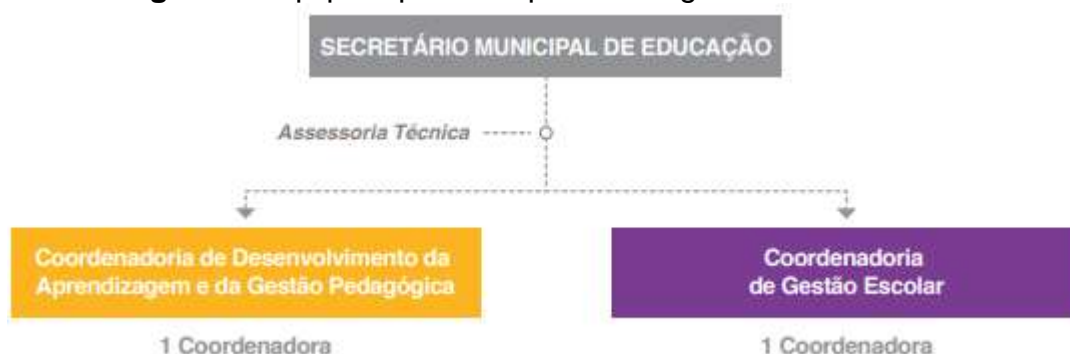 SECRETÁRIO MUNICIPAL DE EDUCAÇÃO
Assessoria Técnica
Coordenadoria de Desenvolvimento da
Aprendizagem e da Gestão Pedagógica
Coordenadoria
de Gestão Escolar
1 Coordenadora
1 Coordenadora